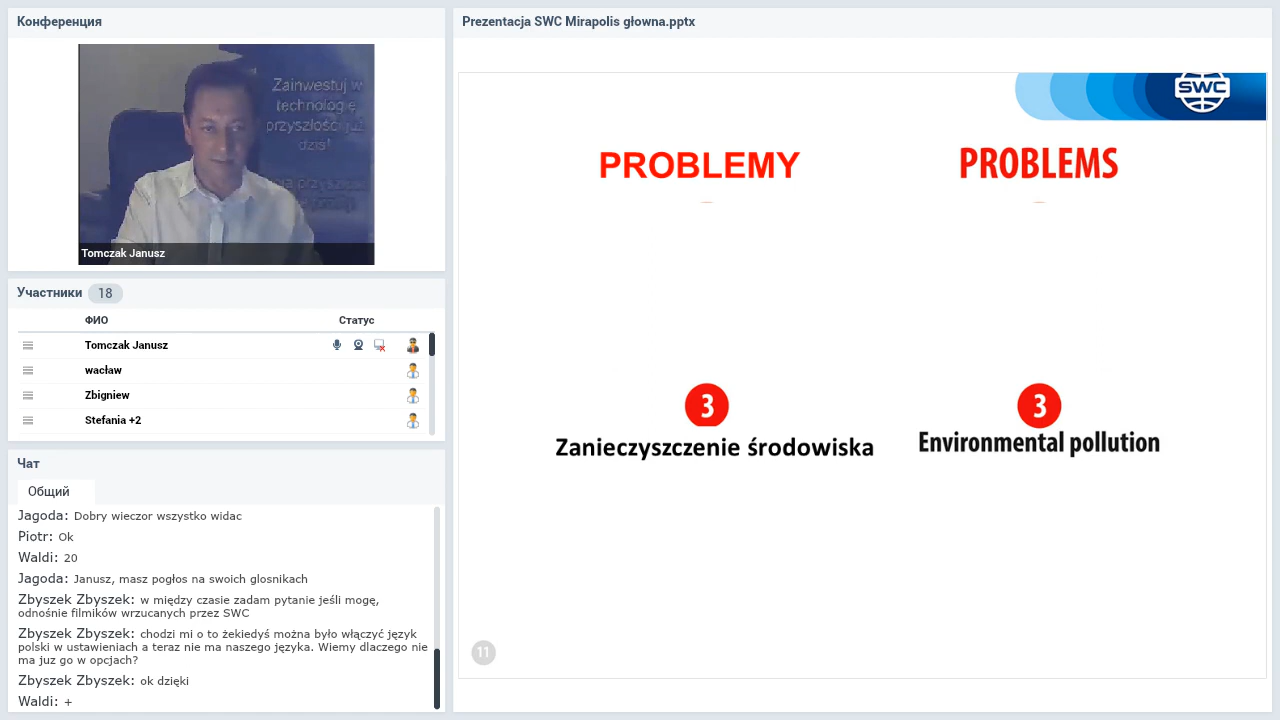 Конференция
Zainwestuj w
technologię
przyszłości już
dziś!
Tomczak Janusz
Участники 18
ФИО Статус
Tomczak Janusz
wacław
Zbigniew
Stefania +2
Чат
Общий
Jagoda: Dobry wieczor wszystko widac
Piotr: Ok
Waldi: 20
Jagoda: Janusz, masz pogłos na swoich glosnikach
Zbyszek Zbyszek: w między czasie zadam pytanie jeśli mogę,
odnośnie filmików wrzucanych przez SWC
Zbyszek Zbyszek: chodzi mi o to żekiedyś można było włączyć język
polski w ustawieniach a teraz nie ma naszego języka. Wiemy dlaczego nie
ma juz go w opcjach?
Zbyszek Zbyszek: ok dzięki
Waldi: +
Prezentacja SWC Mirapolis głowna.pptx
SWC
PROBLEMY
PROBLEMS
3
Zanieczyszczenie środowiska
3
Environmental pollution
11